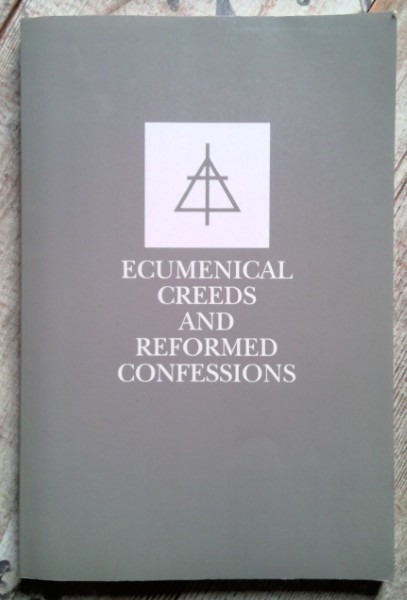 ECUMENICAL
CREEDS
AND
REFORMED
CONFESSIONS